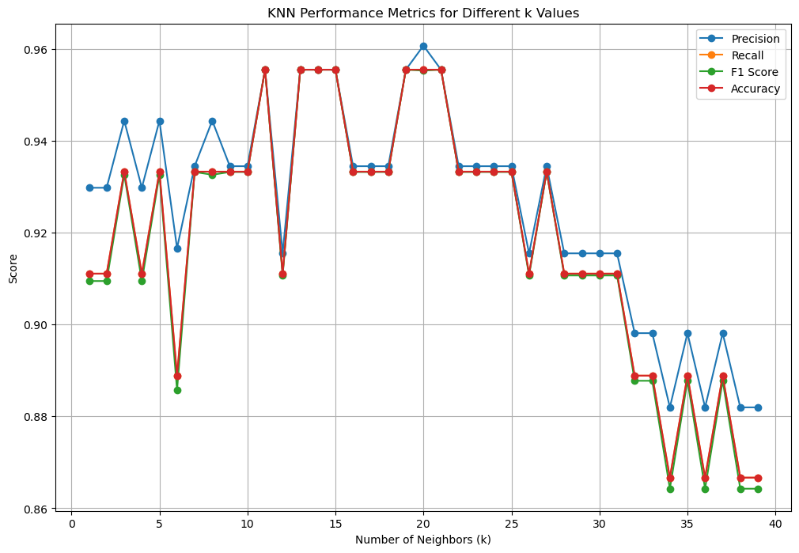 KNN Performance Metrics for Different k Values
Precision
Recall
F1 Score
Accuracy
Score
0.96
0.94
0.92
0.90
0.88
0.86
0 5 10 15 20 25 30 35 40
Number of Neighbors (k)